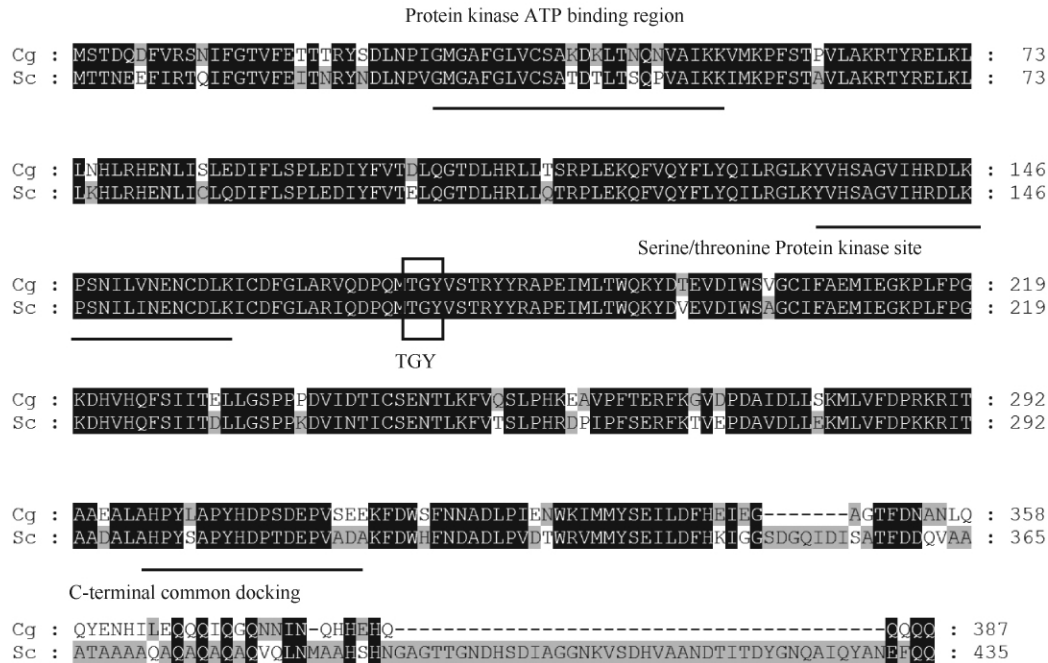 Protein kinase ATP binding region
Cg : MSTDQDFVRSNIFGTVFETTTRYSDLNPIGMGAFGLVCSAKDKLTNQNVAIKKVMKPFSTPVLAKRTYRELKL : 73
Sc : MTTNEEFIRTQIFGTVFEITNRYNDLNPVGMGAFGLVCSATDTLTSQPVAIKKIMKPFSTAVLAKRTYRELKL : 73
Cg : LNHLRHENLISLEDIFLSPLEDIYFVTDLQGTDLHRLLTSRPLEKQFVQYFLYQILRGLKYVHSAGVIHRDLK : 146
Sc : LKHLRHENLICLQDIFLSPLEDIYFVTELQGTDLHRLLQTRPLEKQFVQYFLYQILRGLKYVHSAGVIHRDLK : 146
Serine/threonine Protein kinase site
Cg : PSNILVNENCDLKICDFGLARVQDPQMTGYVSTRYYRAPEIMLTWQKYDTEVDIWSVGCIFAEMIEGKPLFPG : 219
Sc : PSNILINENCDLKICDFGLARIQDPQMTGYVSTRYYRAPEIMLTWQKYDVEVDIWSAGCIFAEMIEGKPLFPG : 219
TGY
Cg : KDHVHQFSIITELLGSPPPDVIDTICSENTLKFVQSLPHKEAVPFTERFKGVDPDAIDLLSKMLVFDPRKRIT : 292
Sc : KDHVHQFSIITDLLGSPPKDVINTICSENTLKFVTSLPHRDPIPFSERFKTVEPDAVDLLEKMLVFDPKKRIT : 292
Cg : AAEALAHPYLAPYHDPSDEPVSEEKFDWSFNNADLPIENWKIMMYSEILDFHEIEG-------AGTFDNANLQ : 358
Sc : AADALAHPYSAPYHDPTDEPVADAKFDWHFNDADLPVDTWRVMMYSEILDFHKIGGSDGQIDISATFDDQVAA : 365
C-terminal common docking
Cg : QYENHILEQQQIQGQNNIN-QHHEHQ----------------------------------------QQQQ : 387
Sc : ATAAAAQAQAQAQAQVQLNMAAHSHNGAGTTGNDHSDIAGGNKVSDHVAANDTITDYGNQAIQYANEFQQ : 435